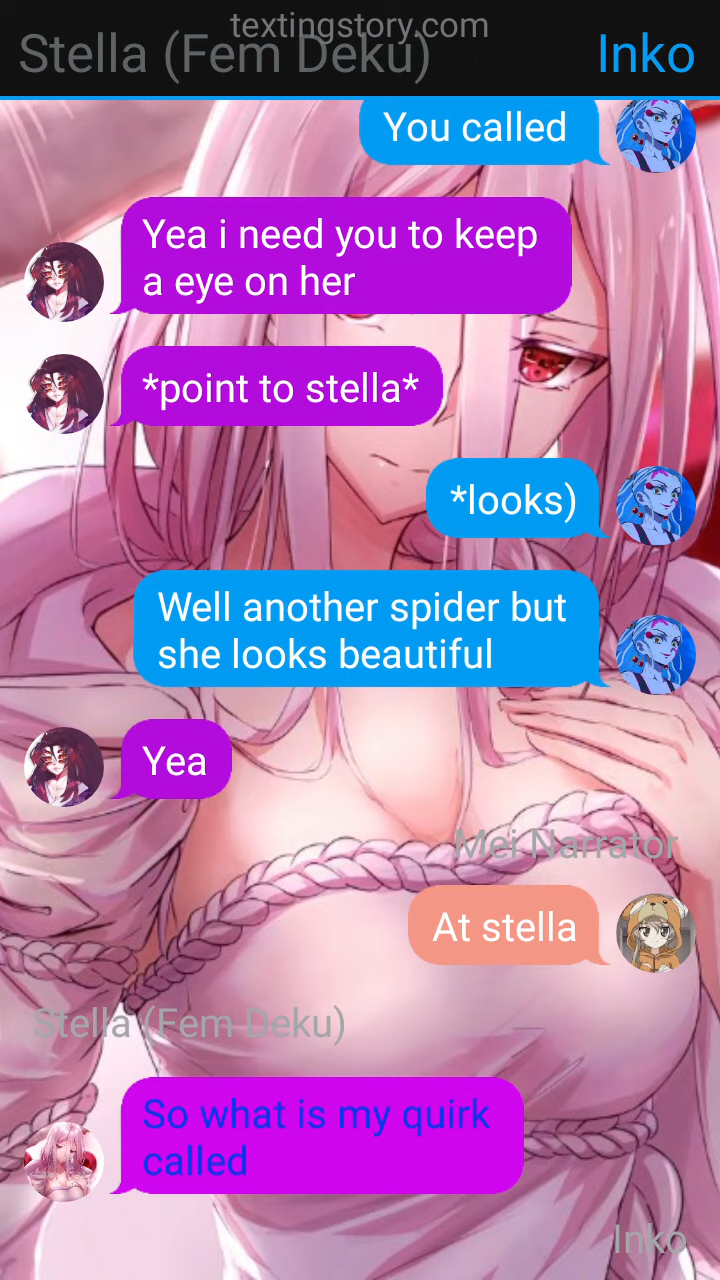 textingstory.com
Stella (Fem Deku)
Inko
You called
Yea i need you to keep
a eye on her
*point to stella*
*looks)
Well another spider but
she looks beautiful
Yea
Mei Narrator
At stella
Stella (Fem Deku)
So what is my quirk
called
Inko